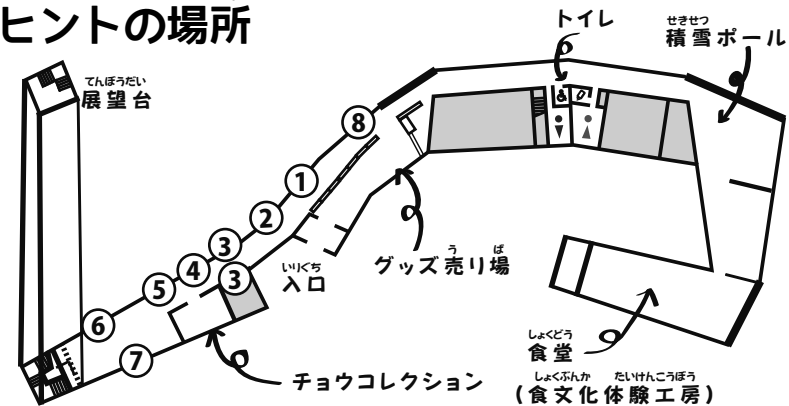 ヒントの場所
トイレ
せきせつ
積雪ポール
てんぼうだい
展望台
8
1
2
3
4
3
5
6
7
う ば
グッズ売り場
いりぐち
入口
チョウコレクション
しょくどう
食堂
しょくぶんか たいけんこうぼう
(食文化体験工房)